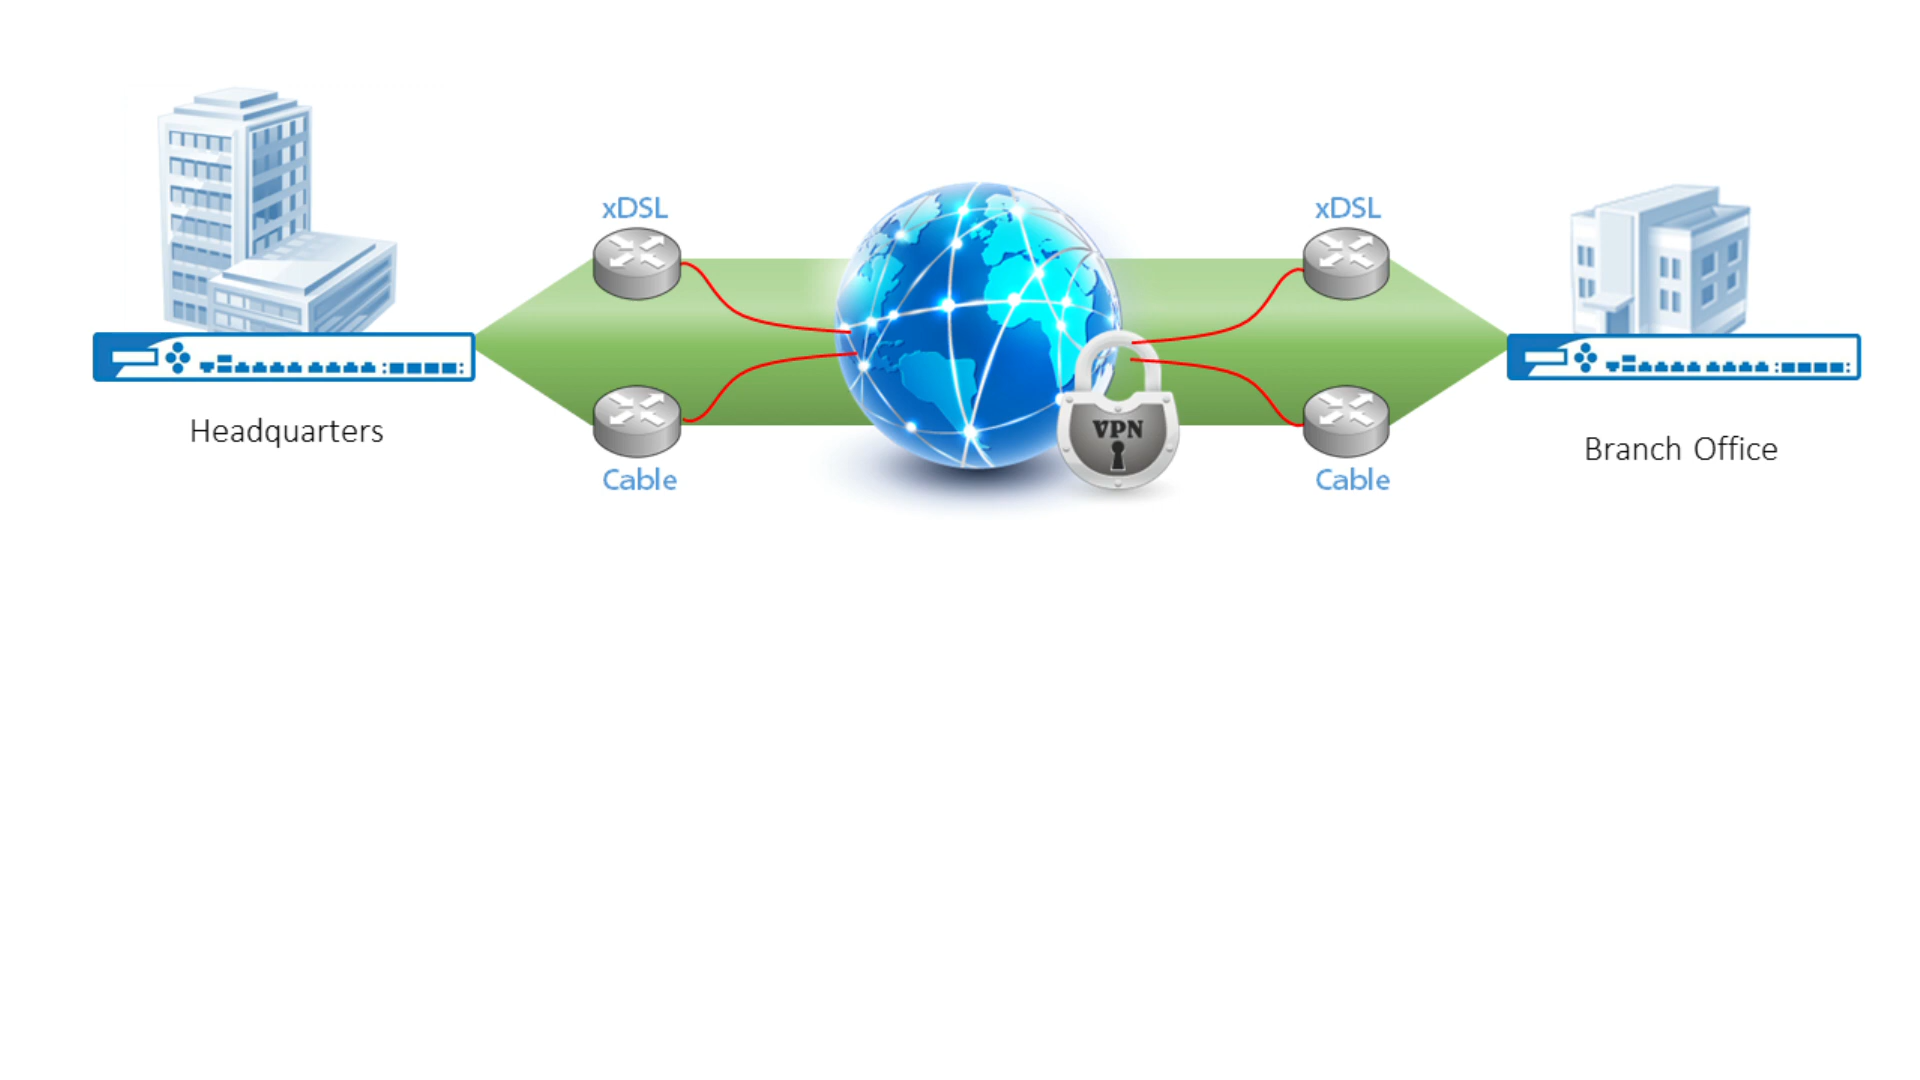 xDSL
xDSL
VPN
Headquarters
Branch Office
Cable
Cable